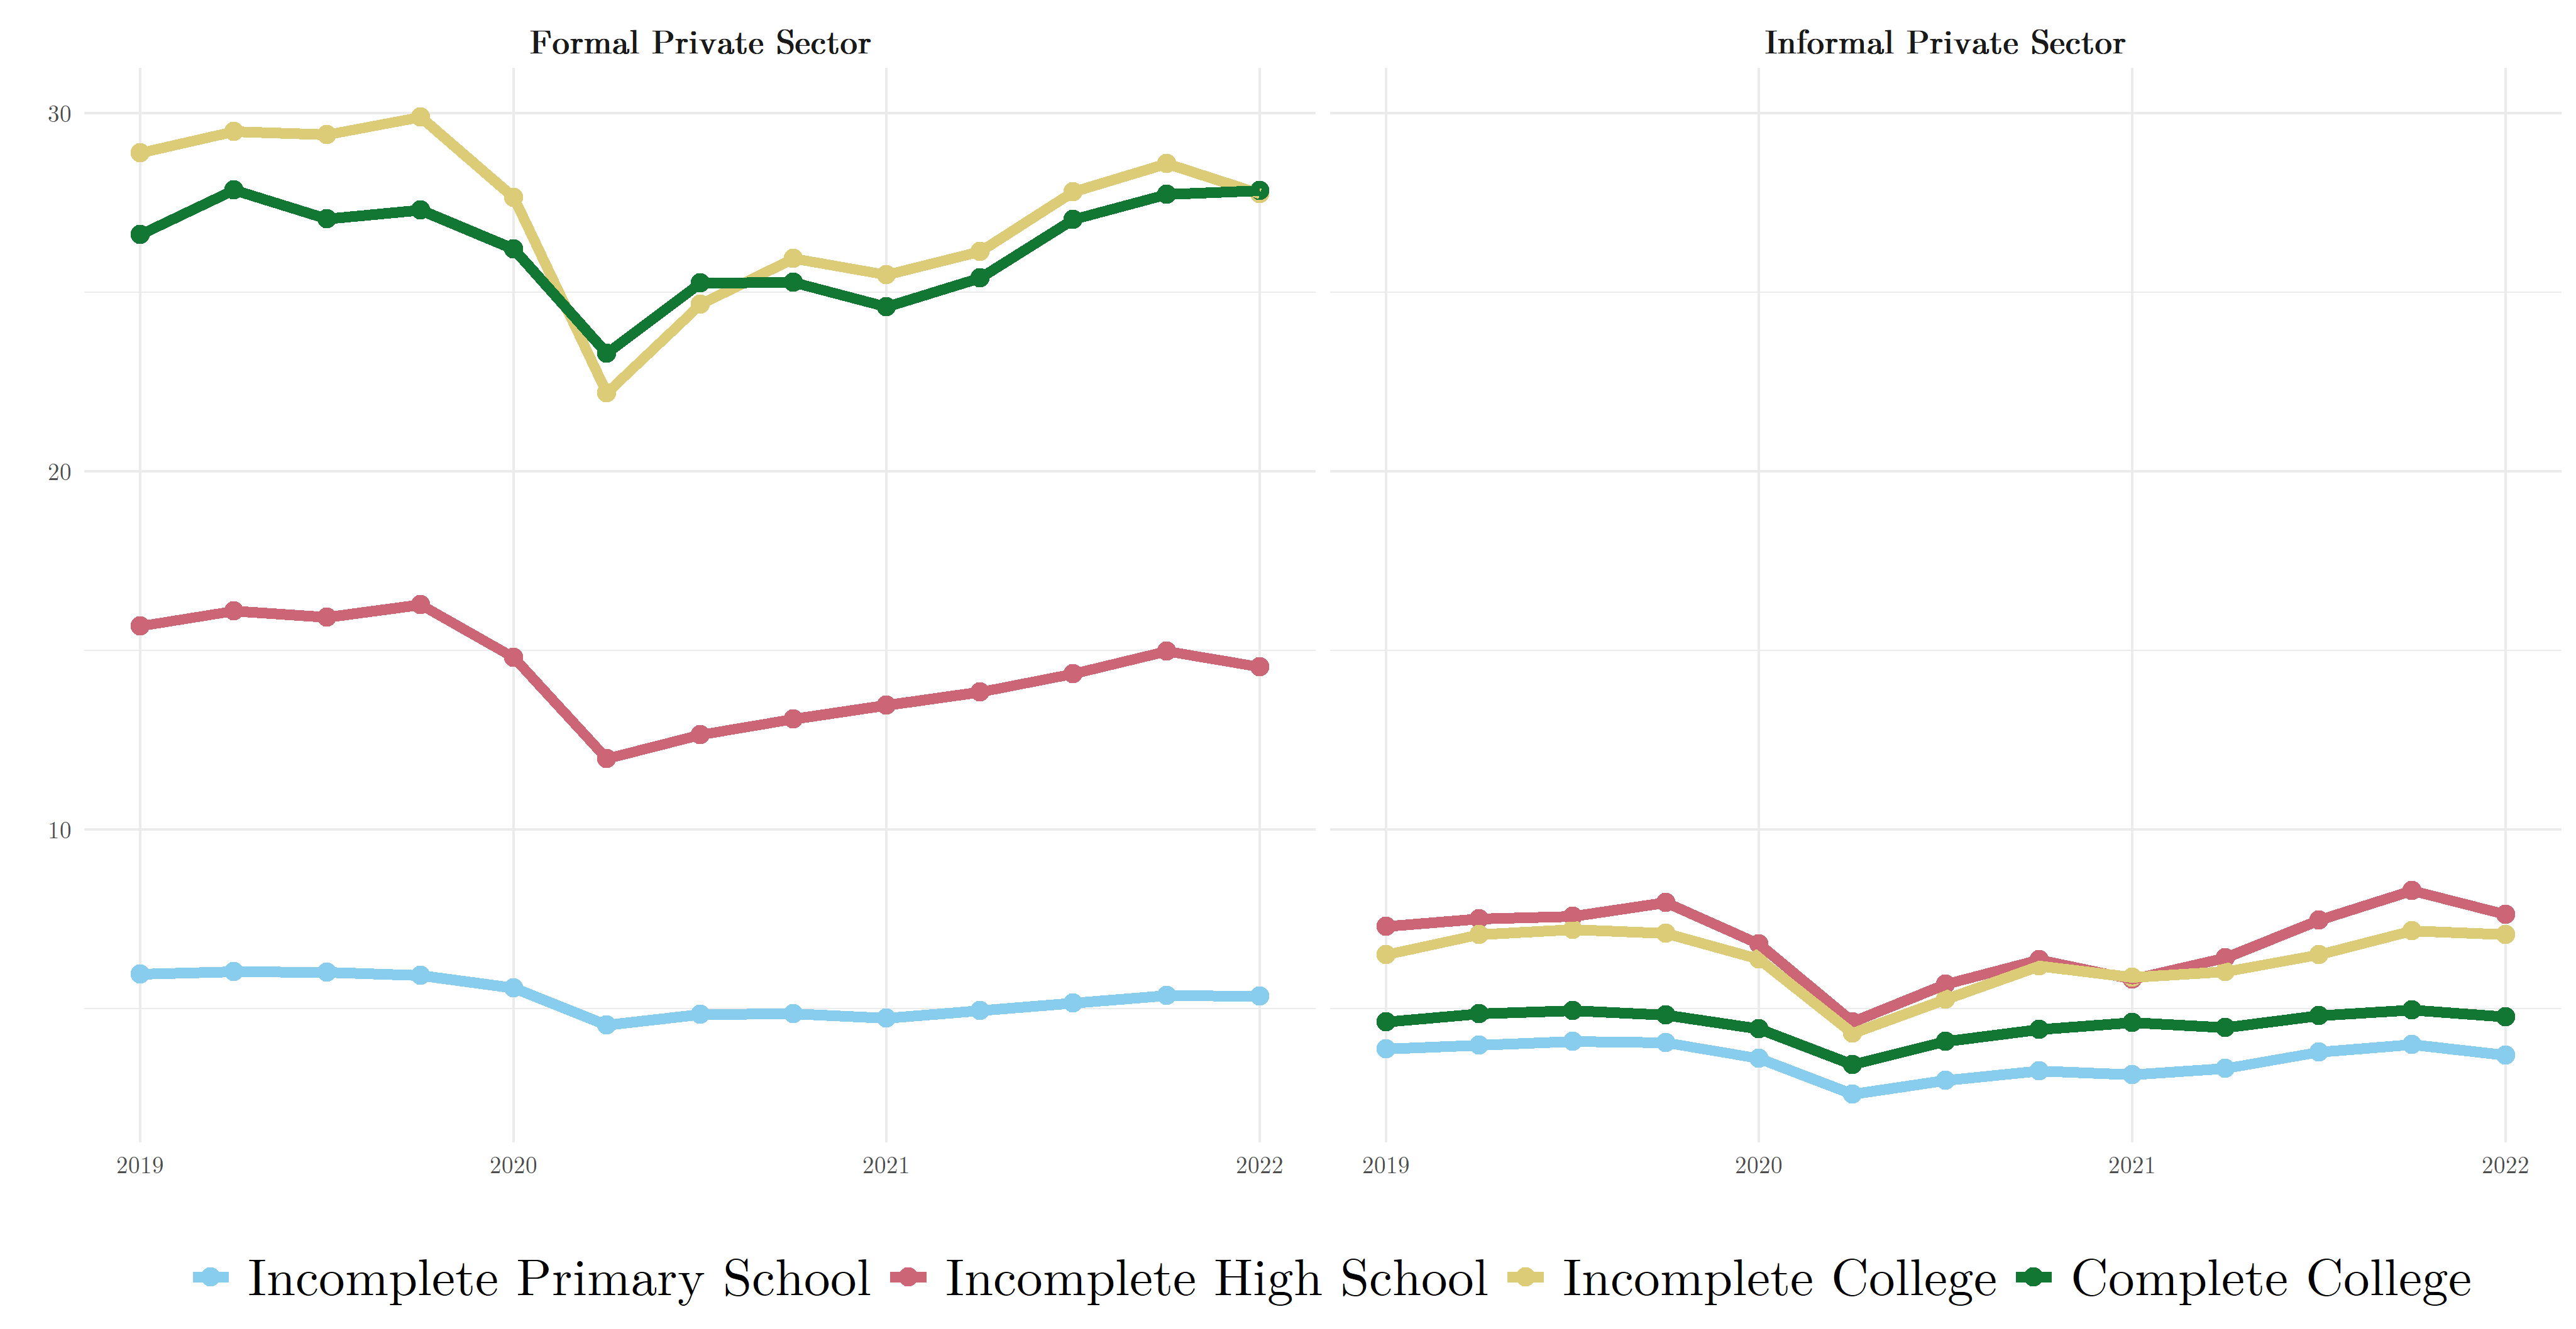 Formal Private Sector Informal Private Sector
30
20
10
2019 2020 2021 2022 2019 2020 2021 2022
Incomplete Primary School Incomplete High School Incomplete College Complete College